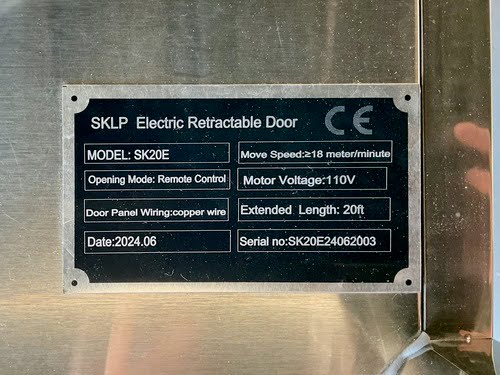 SKLP Electric Retractable Door CE
MODEL: SK20E
Move Speed:≥18 meter/minute
Opening Mode: Remote Control
Motor Voltage:110V
Door Panel Wiring:copper wire
Extended Length: 20ft
Date:2024.06
Serial no:SK20E24062003